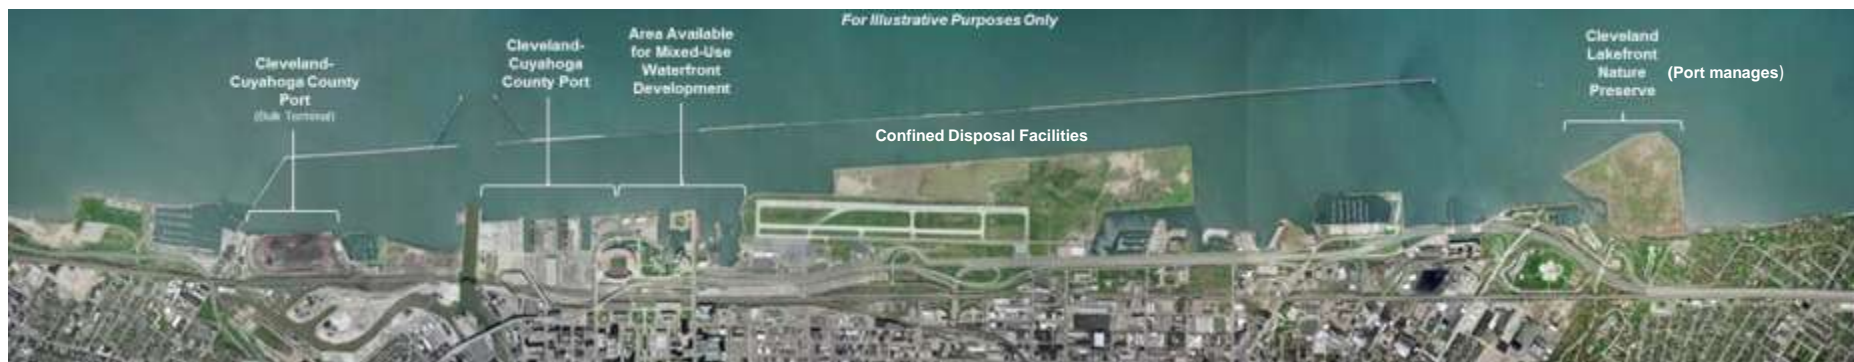 For Illustrative Purposes Only
Cleveland-
Cuyahoga County
Port
(Bulk Terminal)
Cleveland-
Cuyahoga
County Port
Area Available
for Mixed-Use
Waterfront
Development
Confined Disposal Facilities
Cleveland
Lakefront
Nature
Preserve
(Port manages)